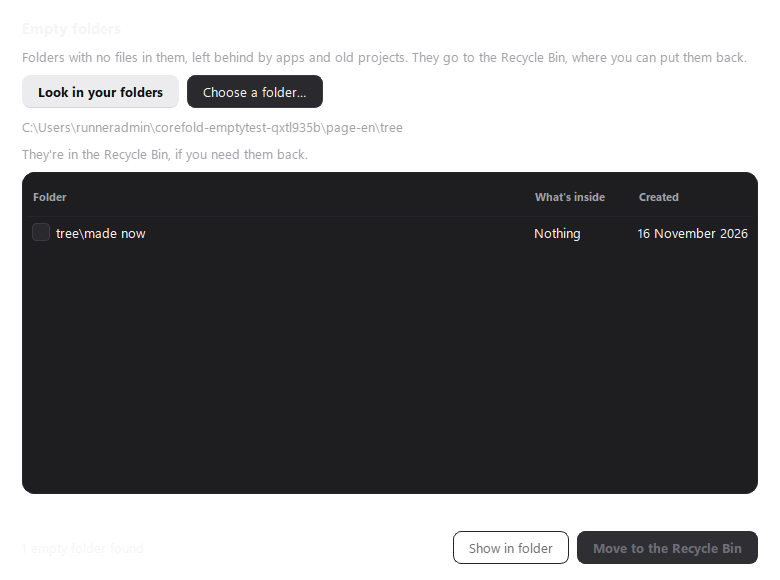 Empty folders
Folders with no files in them, left behind by apps and old projects. They go to the Recycle Bin, where you can put them back.
Look in your folders
Choose a folder...
C:\Users\runneradmin\corefold-emptytest-qxtl935b\page-en\tree
They're in the Recycle Bin, if you need them back.
Folder What's inside Created
tree\made now Nothing 16 November 2026
1 empty folder found
Show in folder
Move to the Recycle Bin